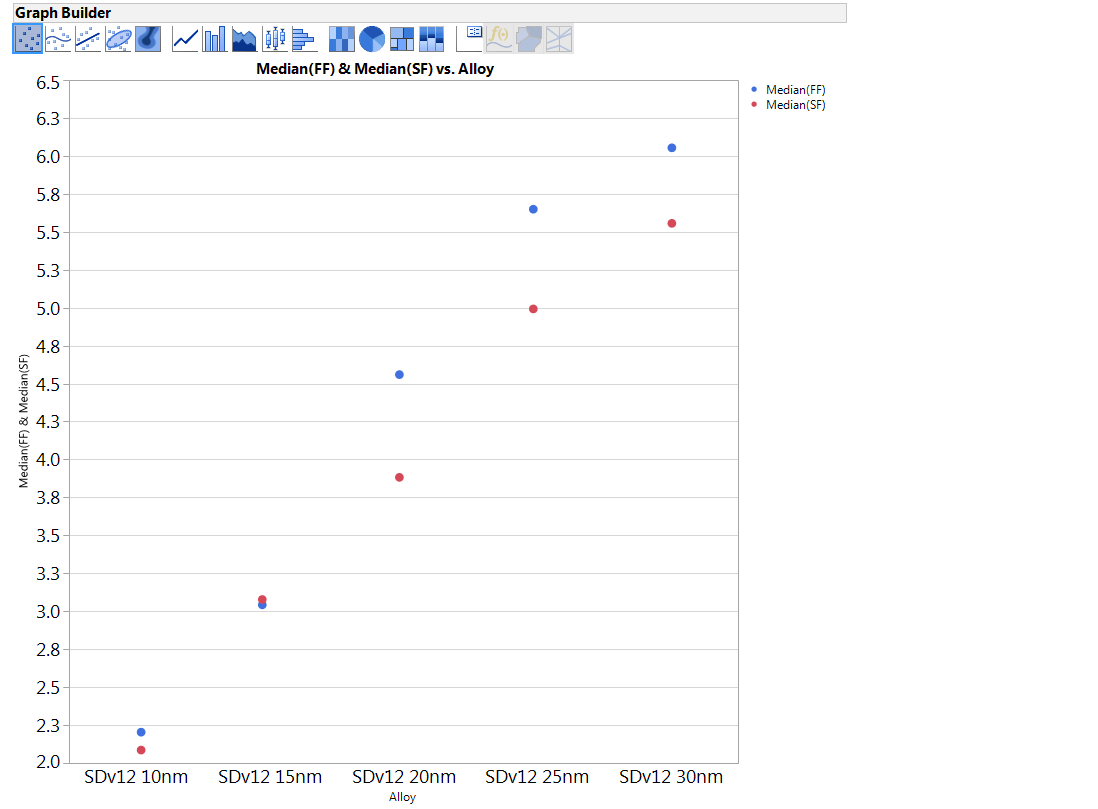 Graph Builder
Median(FF) & Median(SF) vs. Alloy
Median(FF)
Median(SF)
6.5
6.3
6.0
5.8
5.5
5.3
5.0
4.8
4.5
4.3
4.0
3.8
3.5
3.3
3.0
2.8
2.5
2.3
2.0
Median(FF) & Median(SF)
SDv12 10nm SDv12 15nm SDv12 20nm SDv12 25nm SDv12 30nm
Alloy